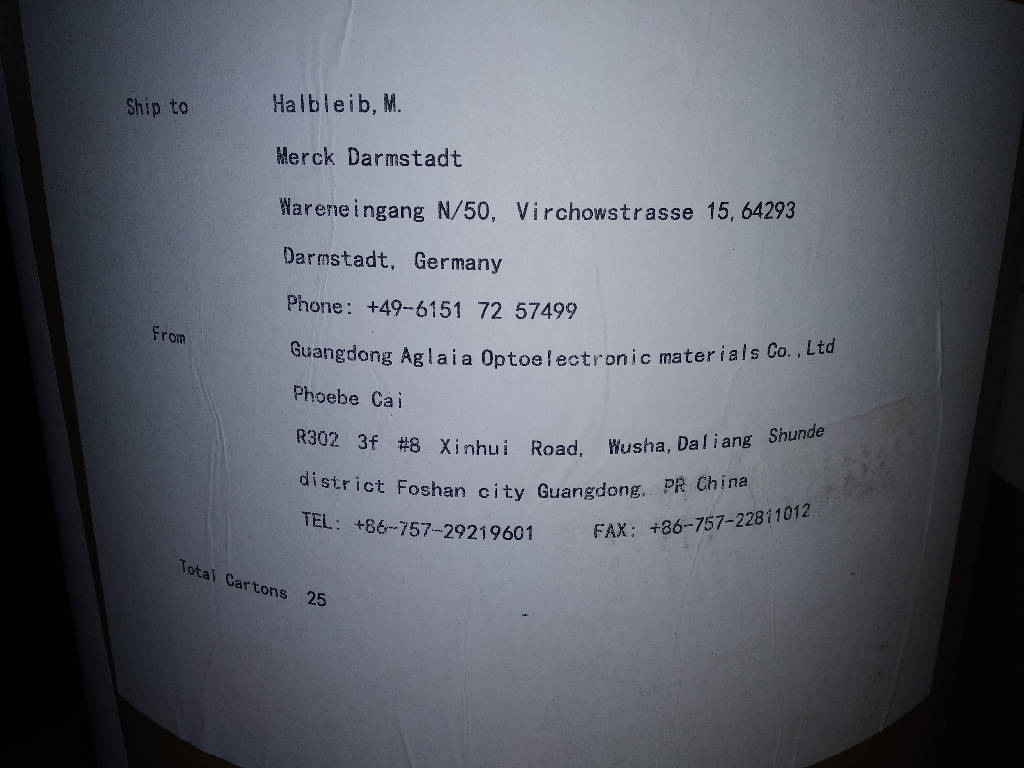 Ship to Halbleib, M.
Merck Darmstadt
Wareneingang N/50, Virchowstrasse 15, 64293
Darmstadt, Germany
Phone: +49-6151 72 57499
From Guangdong Aglaia Optoelectronic materials Co., Ltd
Phoebe Cai
R302 3f #8 Xinhui Road, Wusha, Daliang Shunde
district Foshan city Guangdong, PR China
TEL: +86-757-29219601 FAX: +86-757-22811012
Total Cartons 25